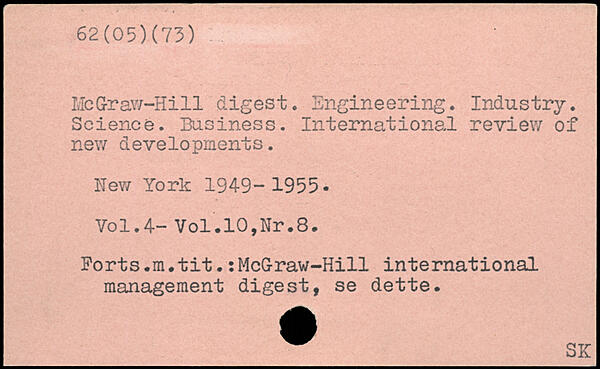 62(05)(73)
McGraw-Hill digest. Engineering. Industry.
Science. Business. International review of
new developments.
New York 1949-1955.
Vol.4- Vol.10,Nr.8.
Forts.m.tit.:McGraw-Hill international
management digest, se dette.
SK